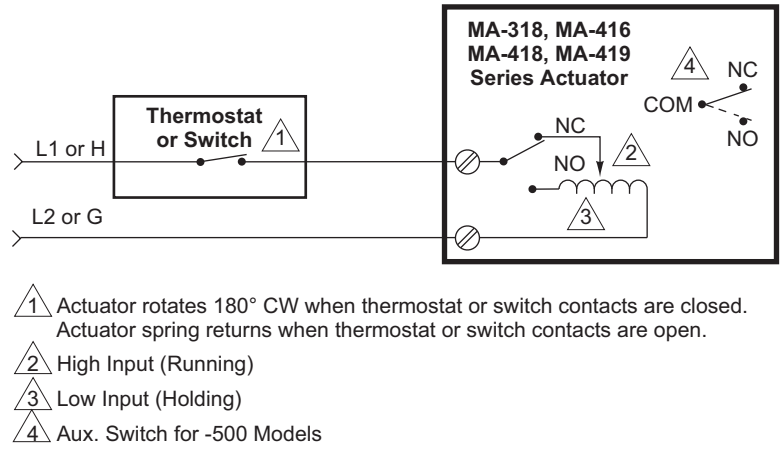 MA-318, MA-416
MA-418, MA-419
Series Actuator
4
NC
COM
NO
Thermostat
or Switch
1
L1 or H
NC
NO
2
3
L2 or G
1 Actuator rotates 180° CW when thermostat or switch contacts are closed.
Actuator spring returns when thermostat or switch contacts are open.
2 High Input (Running)
3 Low Input (Holding)
4 Aux. Switch for -500 Models